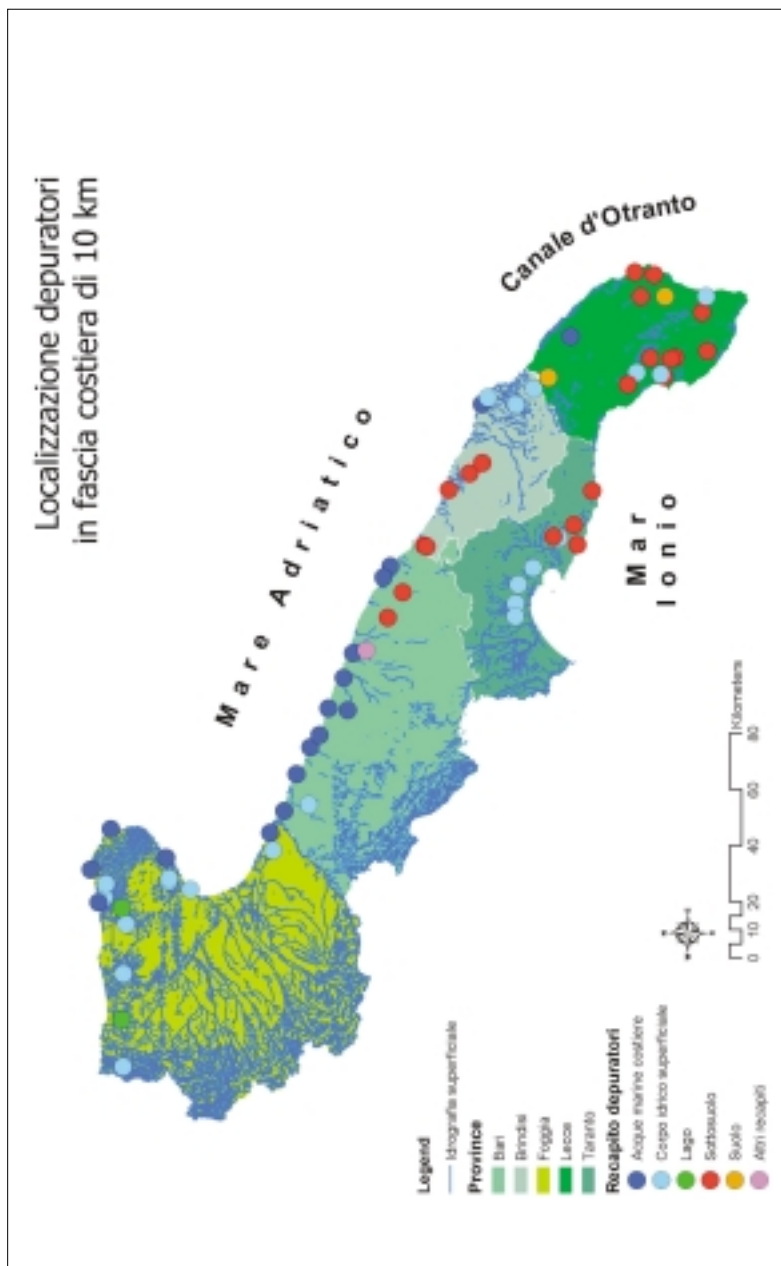 Localizzazione depuratori
in fascia costiera di 10 km
Mare Adriatico
Canale d'Otranto
Mar
Ionio
Legend
Idrografia superficiale
Province
Bari
Brindisi
Foggia
Lecce
Taranto
Recapito depuratori
Acque marine costiere
Corpo idrico superficiale
Lago
Sottosuolo
Suolo
Altri recapiti
0 10 20 40 60 80
Kilometers